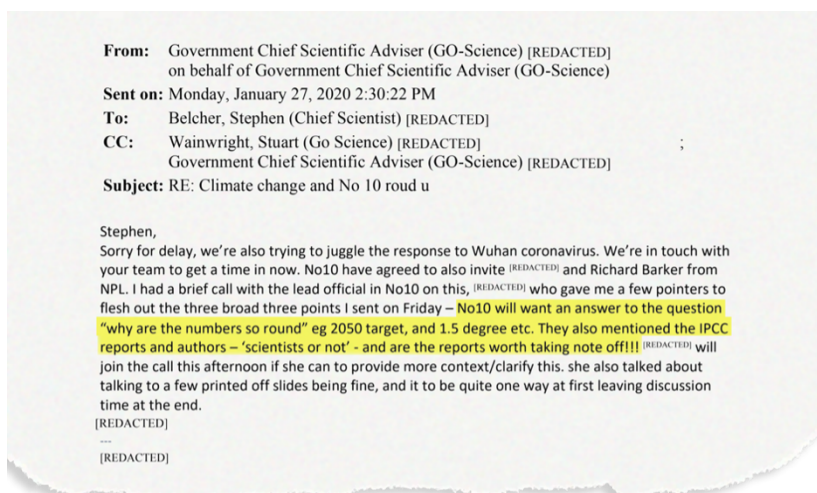 From: Government Chief Scientific Adviser (GO-Science) [REDACTED]
on behalf of Government Chief Scientific Adviser (GO-Science)
Sent on: Monday, January 27, 2020 2:30:22 PM
To: Belcher, Stephen (Chief Scientist) [REDACTED]
CC: Wainwright, Stuart (Go Science) [REDACTED] ;
Government Chief Scientific Adviser (GO-Science) [REDACTED]
Subject: RE: Climate change and No 10 roud u
Stephen,
Sorry for delay, we’re also trying to juggle the response to Wuhan coronavirus. We’re in touch with
your team to get a time in now. No10 have agreed to also invite [REDACTED] and Richard Barker from
NPL. I had a brief call with the lead official in No10 on this, [REDACTED] who gave me a few pointers to
flesh out the three broad three points I sent on Friday – No10 will want an answer to the question
“why are the numbers so round” eg 2050 target, and 1.5 degree etc. They also mentioned the IPCC
reports and authors – ‘scientists or not’ - and are the reports worth taking note off!!! [REDACTED] will
join the call this afternoon if she can to provide more context/clarify this. she also talked about
talking to a few printed off slides being fine, and it to be quite one way at first leaving discussion
time at the end.
[REDACTED]
---
[REDACTED]